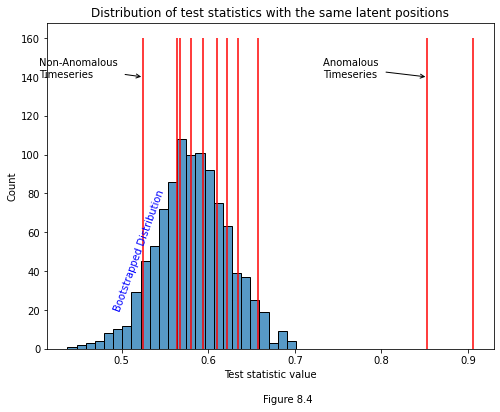 Distribution of test statistics with the same latent positions
160
140
120
100
80
60
40
20
0
Count
Non-Anomalous
Timeseries
Anomalous
Timeseries
Bootstrapped Distribution
0.5
0.6
0.7
0.8
0.9
Test statistic value
Figure 8.4